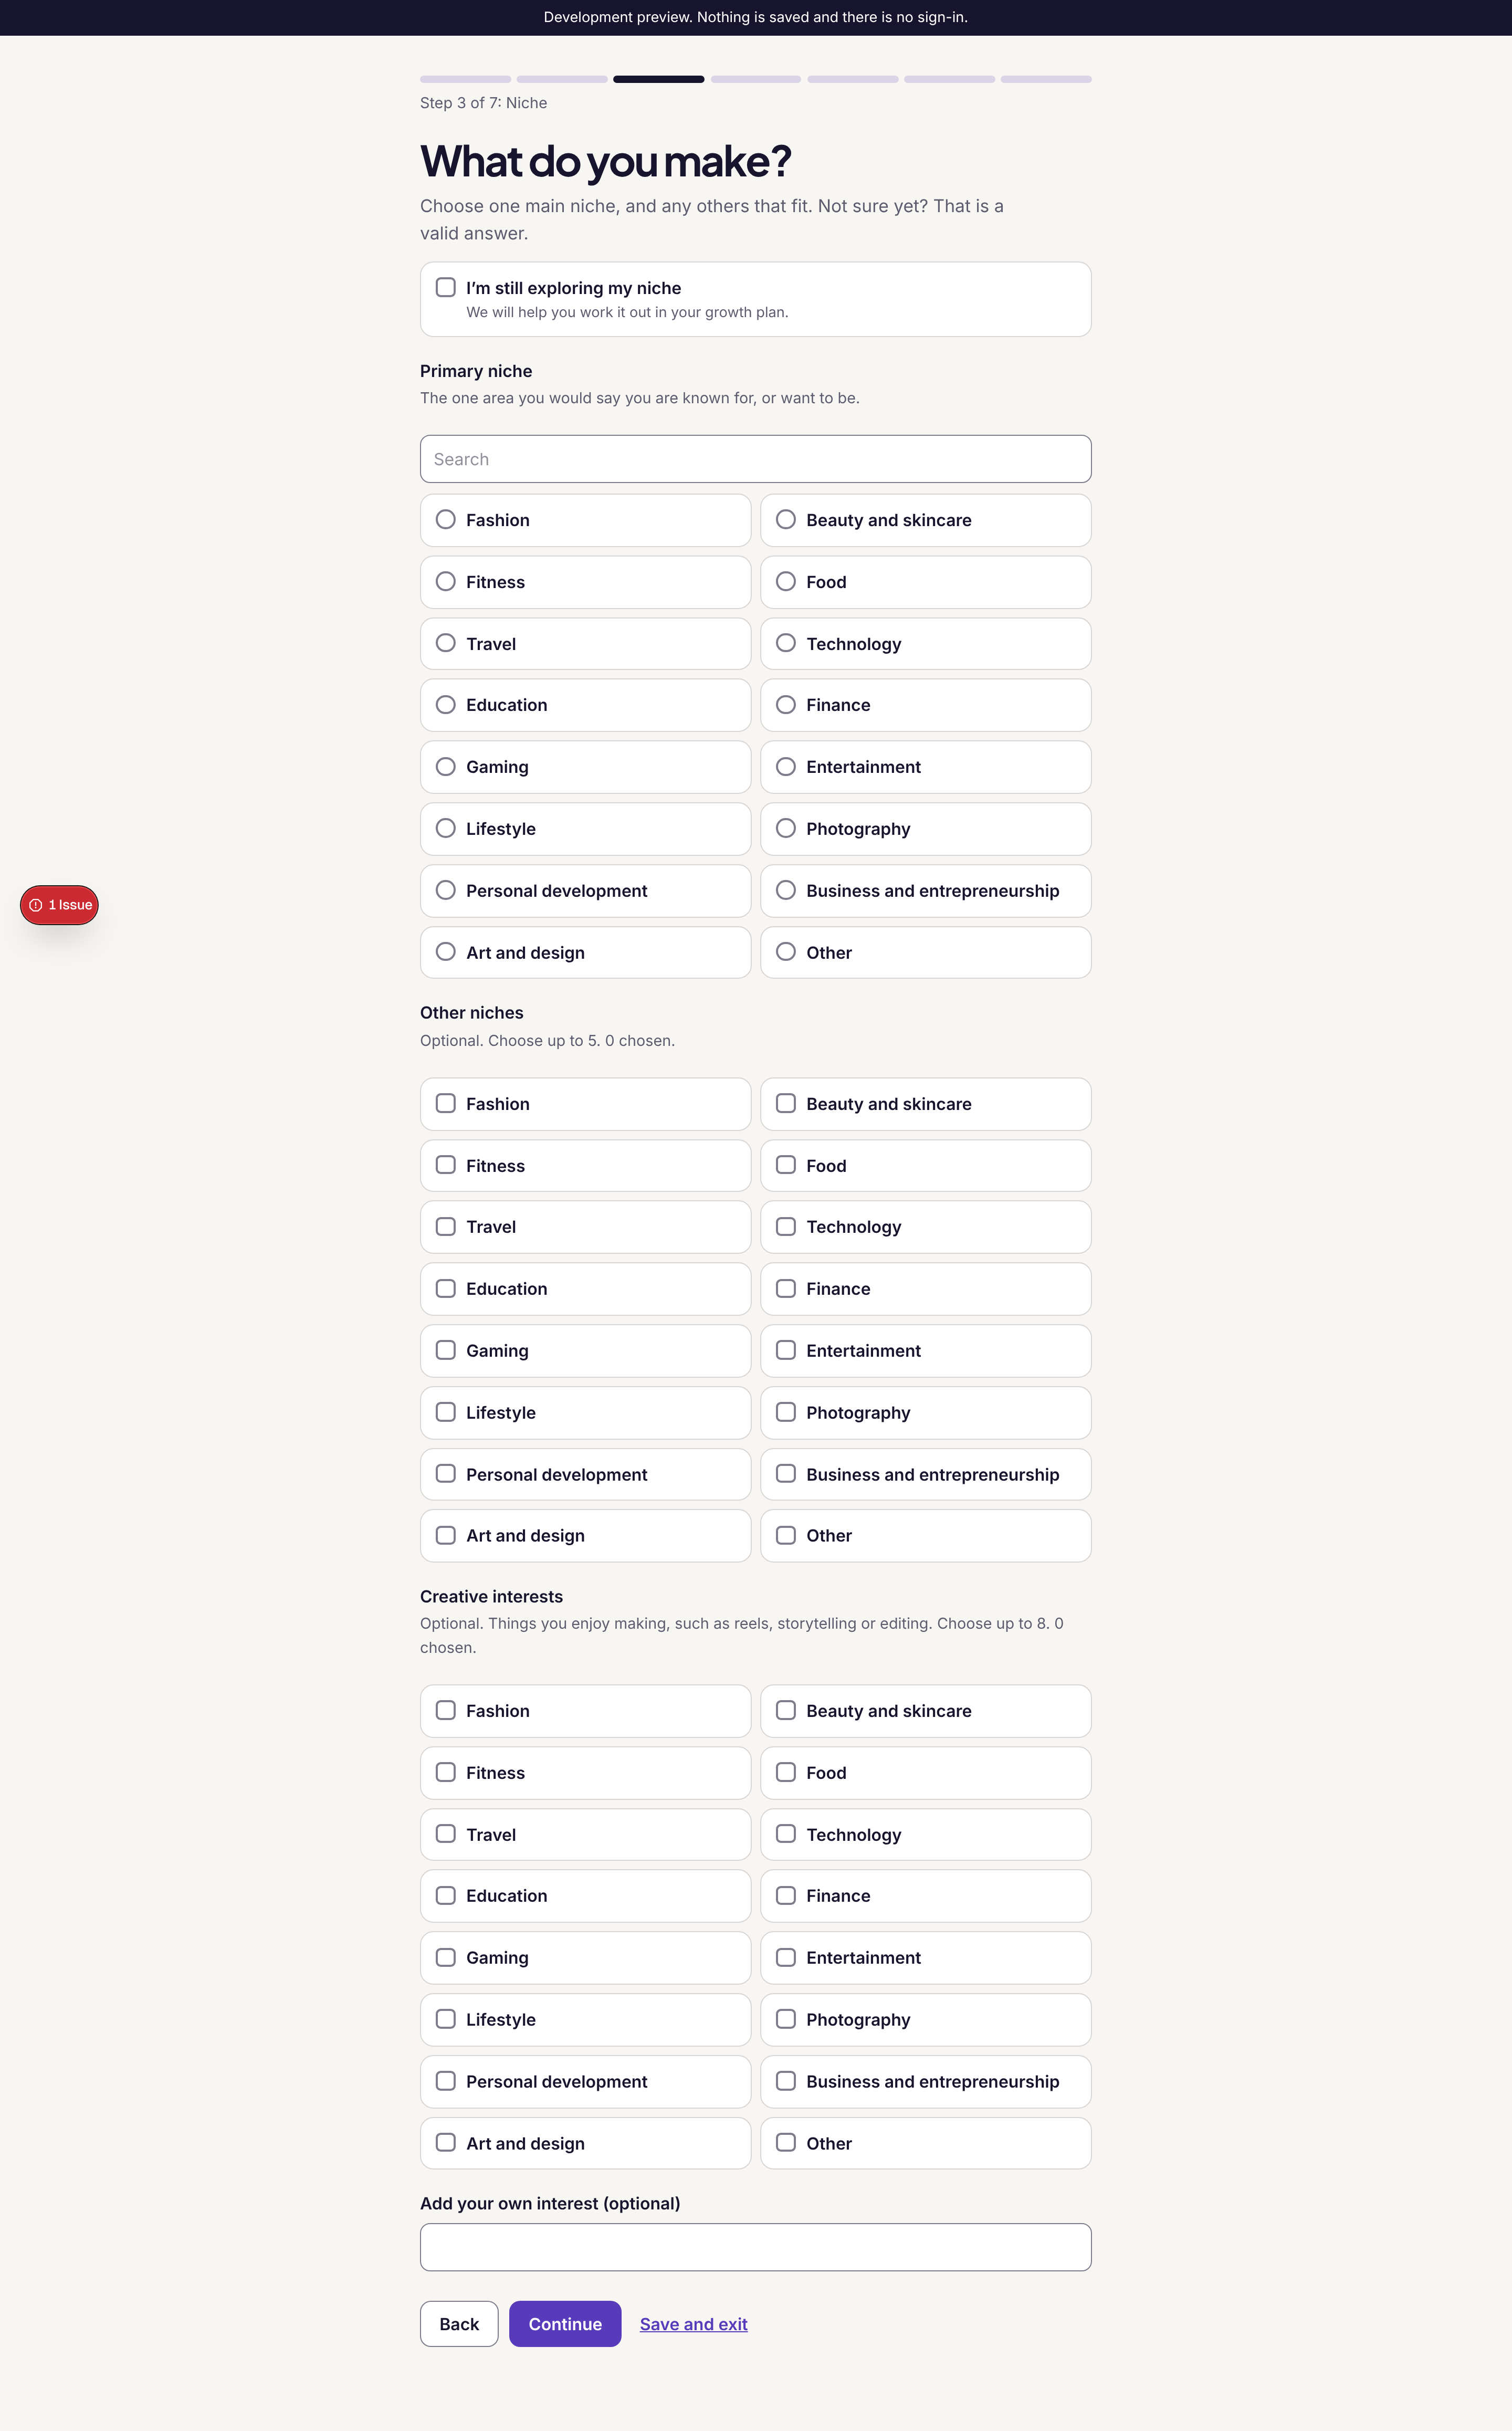 Development preview. Nothing is saved and there is no sign-in.
Step 3 of 7: Niche
What do you make?
Choose one main niche, and any others that fit. Not sure yet? That is a
valid answer.
I’m still exploring my niche
We will help you work it out in your growth plan.
Primary niche
The one area you would say you are known for, or want to be.
Search
Fashion
Beauty and skincare
Fitness
Food
Travel
Technology
Education
Finance
Gaming
Entertainment
Lifestyle
Photography
Personal development
Business and entrepreneurship
1 Issue
Art and design
Other
Other niches
Optional. Choose up to 5. 0 chosen.
Fashion
Beauty and skincare
Fitness
Food
Travel
Technology
Education
Finance
Gaming
Entertainment
Lifestyle
Photography
Personal development
Business and entrepreneurship
Art and design
Other
Creative interests
Optional. Things you enjoy making, such as reels, storytelling or editing. Choose up to 8. 0
chosen.
Fashion
Beauty and skincare
Fitness
Food
Travel
Technology
Education
Finance
Gaming
Entertainment
Lifestyle
Photography
Personal development
Business and entrepreneurship
Art and design
Other
Add your own interest (optional)
Back
Continue
Save and exit